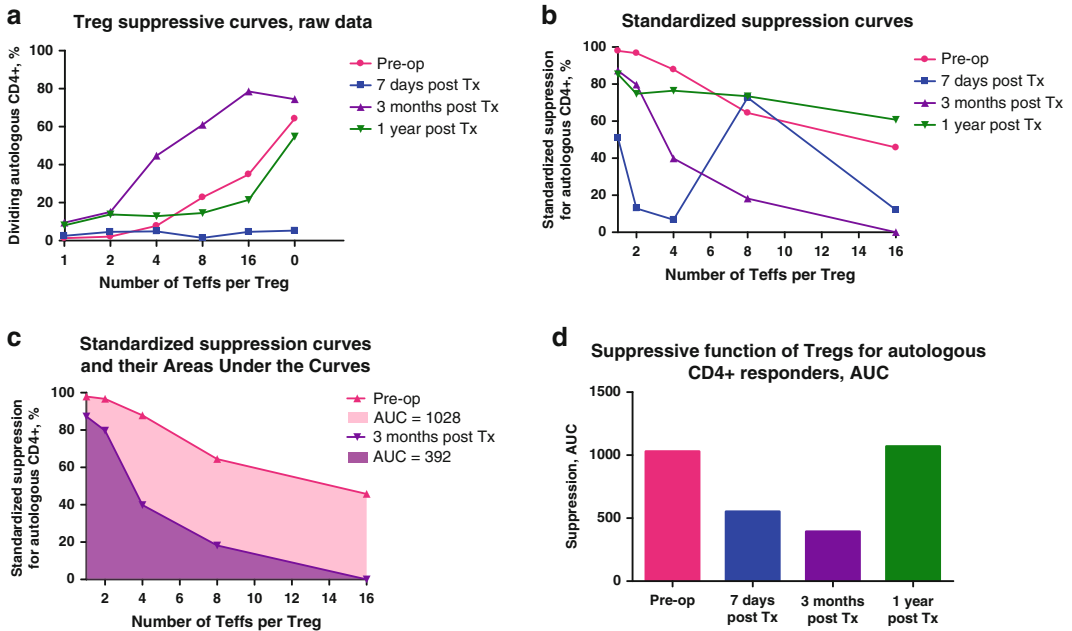 a
Treg suppressive curves, raw data
Dividing autologous CD4+, %
100
80
60
40
20
0
1
2
4
8
16
0
Number of Teffs per Treg
Pre-op
7 days post Tx
3 months post Tx
1 year post Tx
b
Standardized suppression curves
Standardized suppression
for autologous CD4+, %
100
80
60
40
20
0
2
4
6
8
10
12
14
16
Number of Teffs per Treg
Pre-op
7 days post Tx
3 months post Tx
1 year post Tx
c
Standardized suppression curves
and their Areas Under the Curves
Standardized suppression
for autologous CD4+, %
100
80
60
40
20
0
2
4
6
8
10
12
14
16
Number of Teffs per Treg
Pre-op
AUC = 1028
3 months post Tx
AUC = 392
d
Suppressive function of Tregs for autologous
CD4+ responders, AUC
Suppression, AUC
1500
1000
500
0
Pre-op
7 days
post Tx
3 months
post Tx
1 year
post Tx